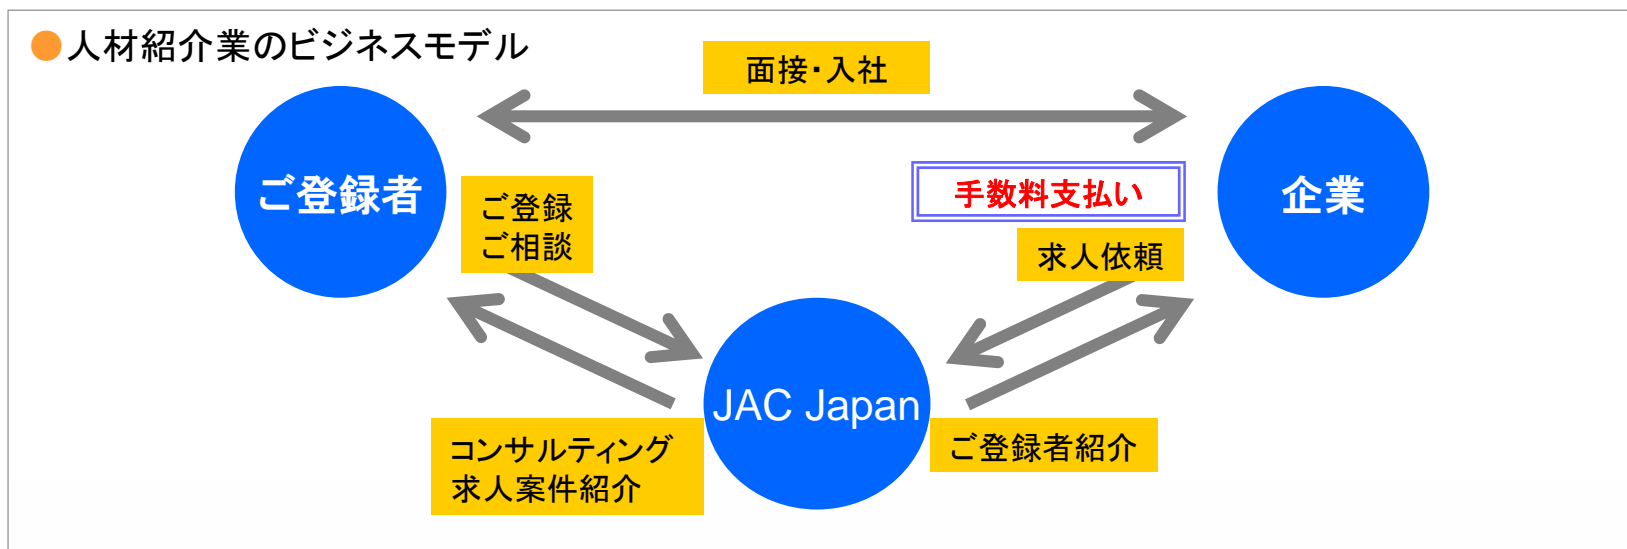 ●人材紹介業のビジネスモデル
面接・入社
ご登録者
企業
手数料支払い
ご登録
ご相談
求人依頼
JAC Japan
コンサルティング
求人案件紹介
ご登録者紹介